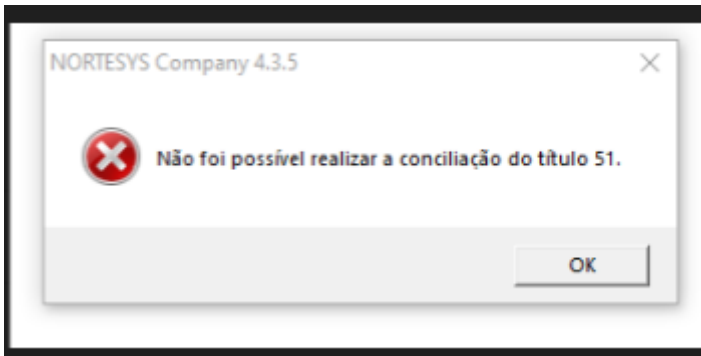 NORTESYS Company 4.3.5
Não foi possível realizar a conciliação do título 51.
OK